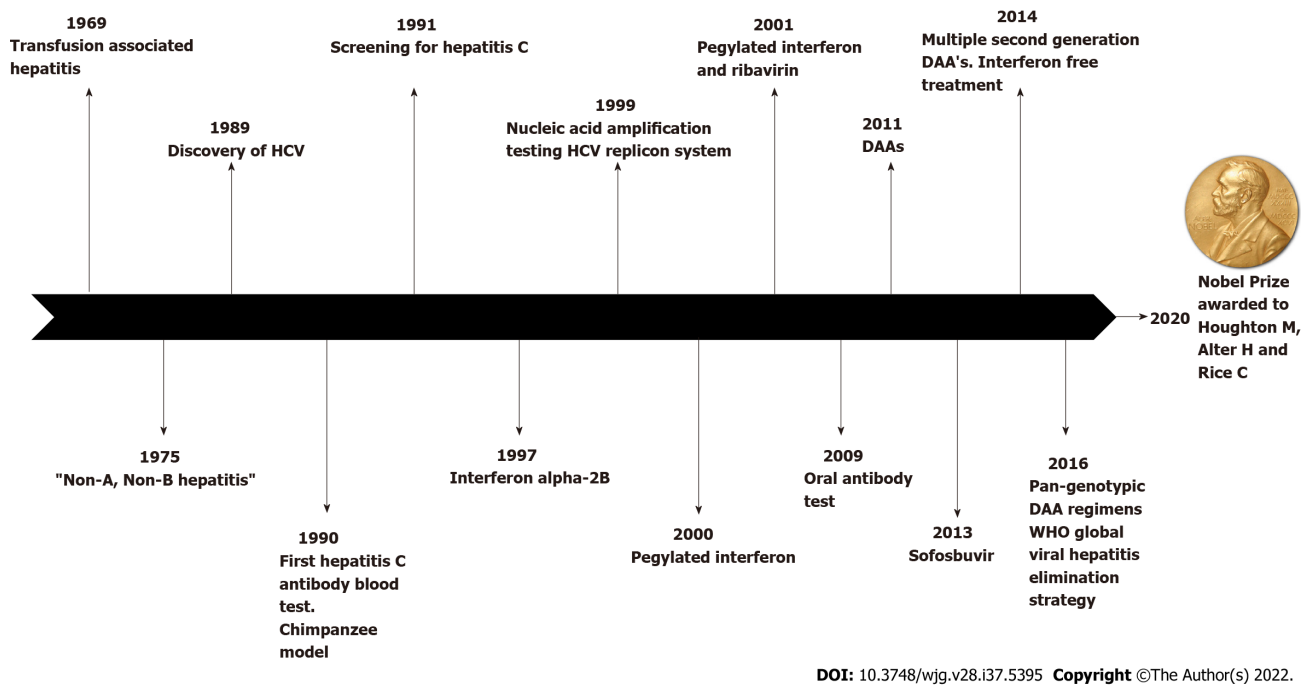 1969
Transfusion associated
hepatitis
1989
Discovery of HCV
1991
Screening for hepatitis C
1999
Nucleic acid amplification
testing HCV replicon system
2001
Pegylated interferon
and ribavirin
2011
DAAs
2014
Multiple second generation
DAA's. Interferon free
treatment
2020
Nobel Prize
awarded to
Houghton M,
Alter H and
Rice C
1975
"Non-A, Non-B hepatitis"
1990
First hepatitis C
antibody blood
test.
Chimpanzee
model
1997
Interferon alpha-2B
2000
Pegylated interferon
2009
Oral antibody
test
2013
Sofosbuvir
2016
Pan-genotypic
DAA regimens
WHO global
viral hepatitis
elimination
strategy
DOI: 10.3748/wjg.v28.i37.5395 Copyright ©The Author(s) 2022.